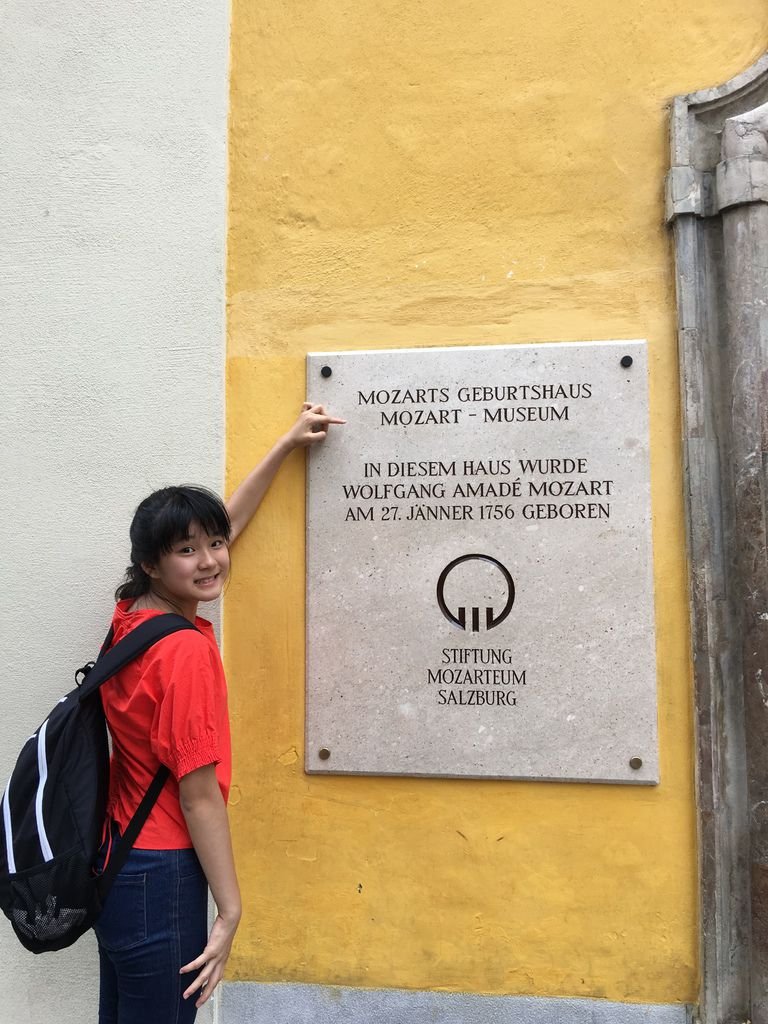 MOZARTS GEBURTSHAUS
MOZART - MUSEUM
IN DIESEM HAUS WURDE
WOLFGANG AMADÉ MOZART
AM 27. JÄNNER 1756 GEBOREN
STIFTUNG
MOZARTEUM
SALZBURG